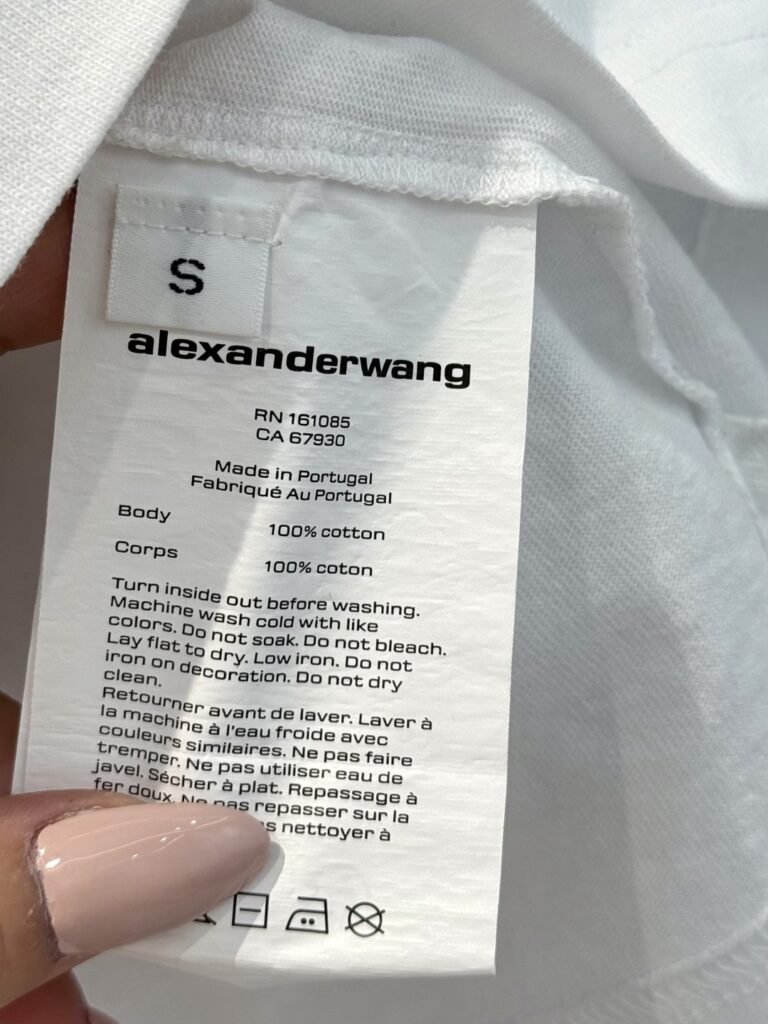 S
alexanderwang
RN 161085
CA 67930
Made in Portugal
Fabriqué Au Portugal
Body
100% cotton
Corps
100% coton
Turn inside out before washing.
Machine wash cold with like
colors. Do not soak. Do not bleach.
Lay flat to dry. Low iron. Do not
iron on decoration. Do not dry
clean.
Retourner avant de laver. Laver à
la machine à l'eau froide avec
couleurs similaires. Ne pas faire
tremper. Ne pas utiliser eau de
javel. Sécher à plat. Repassage à
fer doux. Ne pas repasser sur la
nettoyer à